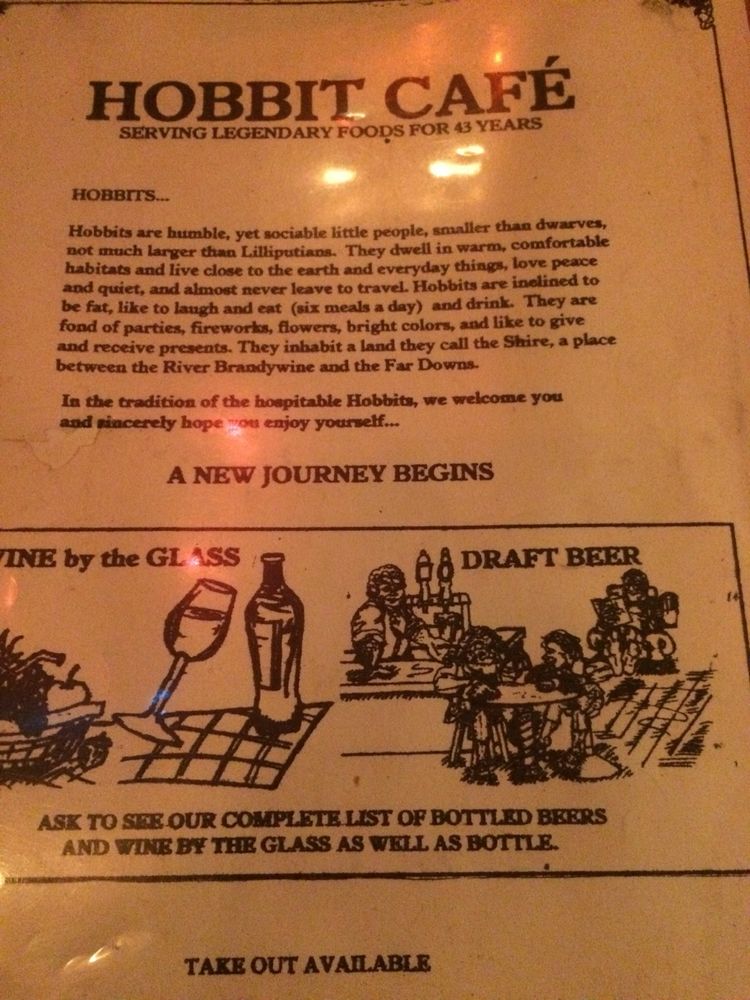 HOBBIT CAFÉ
SERVING LEGENDARY FOODS FOR 43 YEARS
HOBBITS...
Hobbits are humble, yet sociable little people, smaller than dwarves,
not much larger than Lilliputians. They dwell in warm, comfortable
habitats and live close to the earth and everyday things, love peace
and quiet, and almost never leave to travel. Hobbits are inclined to
be fat, like to laugh and eat (six meals a day) and drink. They are
fond of parties, fireworks, flowers, bright colors, and like to give
and receive presents. They inhabit a land they call the Shire, a place
between the River Brandywine and the Far Downs.
In the tradition of the hospitable Hobbits, we welcome you
and sincerely hope you enjoy yourself...
A NEW JOURNEY BEGINS
WINE by the GLASS
DRAFT BEER
ASK TO SEE OUR COMPLETE LIST OF BOTTLED BEERS
AND WINE BY THE GLASS AS WELL AS BOTTLE.
TAKE OUT AVAILABLE